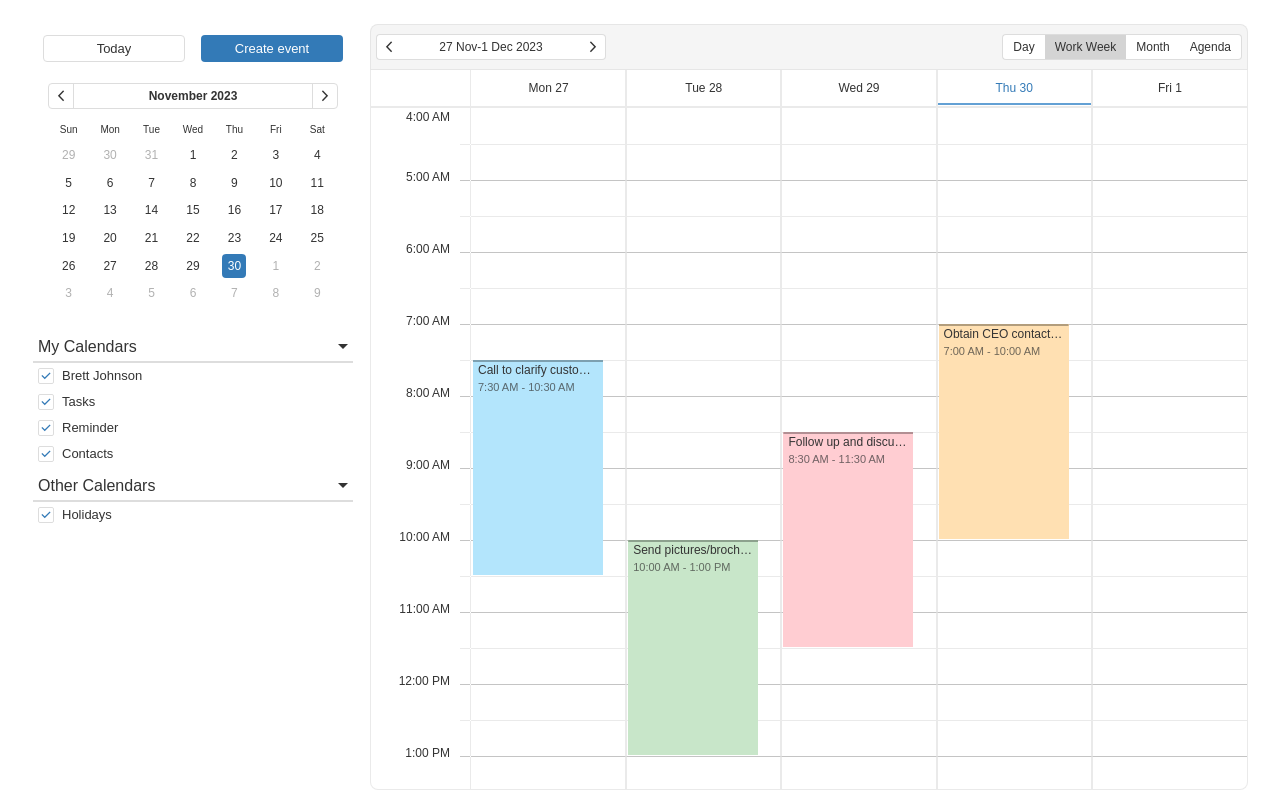 Today
Create event
November 2023
Sun Mon Tue Wed Thu Fri Sat
29 30 31 1 2 3 4
5 6 7 8 9 10 11
12 13 14 15 16 17 18
19 20 21 22 23 24 25
26 27 28 29 30 1 2
3 4 5 6 7 8 9
My Calendars
Brett Johnson
Tasks
Reminder
Contacts
Other Calendars
Holidays
27 Nov-1 Dec 2023
Day Work Week Month Agenda
Mon 27 Tue 28 Wed 29 Thu 30 Fri 1
4:00 AM
5:00 AM
6:00 AM
7:00 AM
8:00 AM
9:00 AM
10:00 AM
11:00 AM
12:00 PM
1:00 PM
Call to clarify custo…
7:30 AM - 10:30 AM
Send pictures/broch…
10:00 AM - 1:00 PM
Follow up and discu…
8:30 AM - 11:30 AM
Obtain CEO contact…
7:00 AM - 10:00 AM